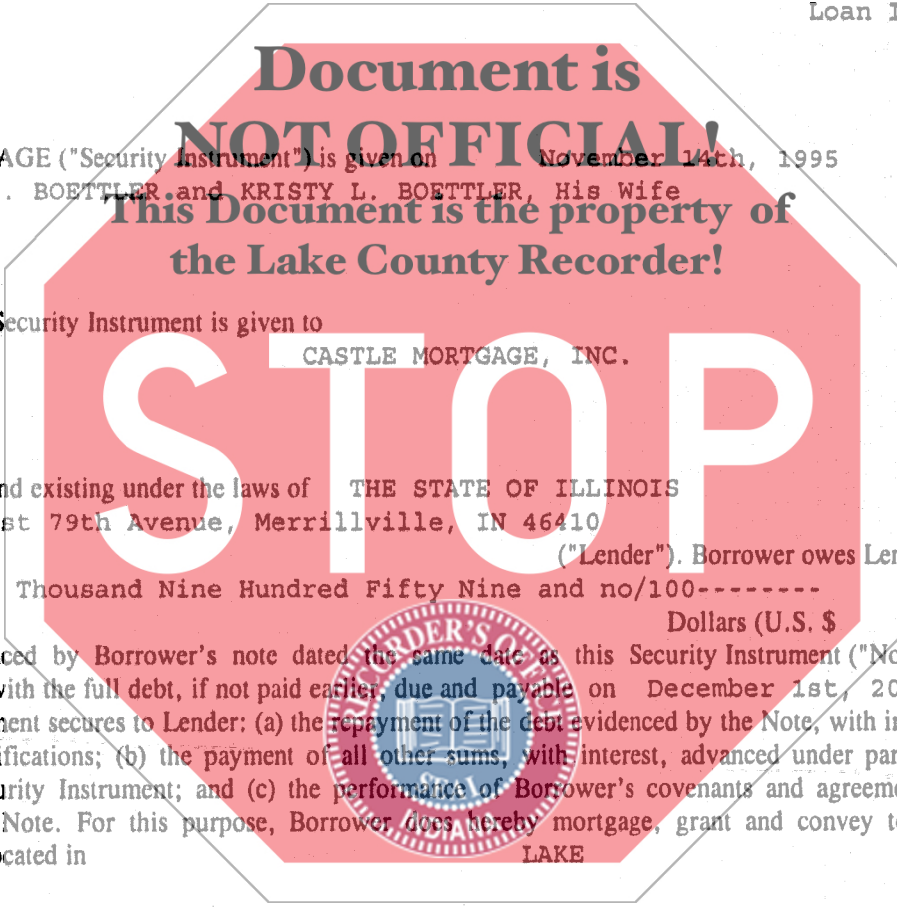 Loan
Document is
NOT OFFICIAL!
AGE ("Security Instrument") is given on November 14th, 1995
. BOETTLER and KRISTY L. BOETTLER, His Wife
This Document is the property of
the Lake County Recorder!
Security Instrument is given to
CASTLE MORTGAGE, INC.
STOP
nd existing under the laws of THE STATE OF ILLINOIS
st 79th Avenue, Merrillville, IN 46410
("Lender"). Borrower owes Len
Thousand Nine Hundred Fifty Nine and no/100--------
Dollars (U.S. $
ced by Borrower's note dated the same date as this Security Instrument ("No
with the full debt, if not paid earlier, due and payable on December 1st, 20
ment secures to Lender: (a) the repayment of the debt evidenced by the Note, with in
ifications; (b) the payment of all other sums, with interest, advanced under par
urity Instrument; and (c) the performance of Borrower's covenants and agreeme
Note. For this purpose, Borrower does hereby mortgage, grant and convey to
ocated in LAKE
RECORDER'S OFFICE
SEAL
INDIANA